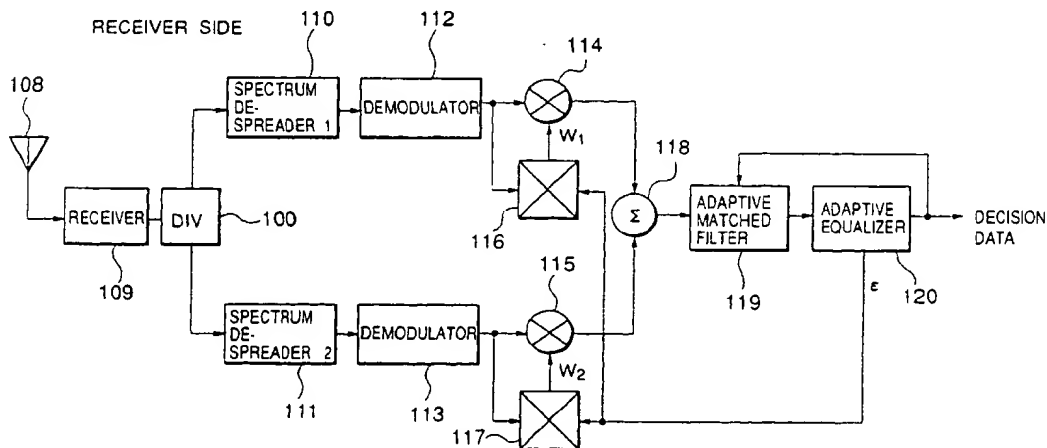 RECEIVER SIDE
108
RECEIVER
109
DIV
100
110
SPECTRUM
DE-
SPREADER 1
112
DEMODULATOR
114
W1
116
118
Σ
ADAPTIVE
MATCHED
FILTER
119
ADAPTIVE
EQUALIZER
120
ε
DECISION
DATA
SPECTRUM
DE-
SPREADER 2
111
DEMODULATOR
113
115
W2
117